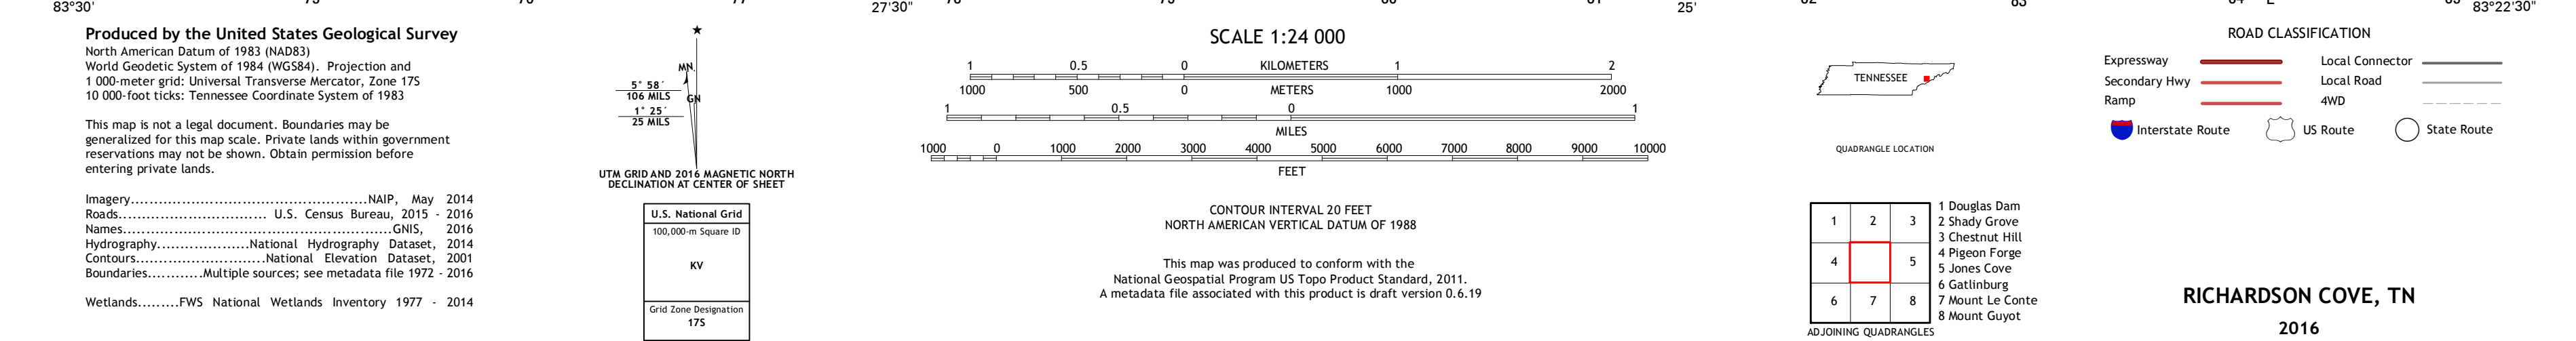 83°30'
27'30"
25'
83°22'30"
Produced by the United States Geological Survey
North American Datum of 1983 (NAD83)
World Geodetic System of 1984 (WGS84). Projection and
1 000-meter grid: Universal Transverse Mercator, Zone 17S
10 000-foot ticks: Tennessee Coordinate System of 1983
This map is not a legal document. Boundaries may be
generalized for this map scale. Private lands within government
reservations may not be shown. Obtain permission before
entering private lands.
Imagery..................................................NAIP, May 2014
Roads............................... U.S. Census Bureau, 2015 - 2016
Names........................................................GNIS, 2016
Hydrography...................National Hydrography Dataset, 2014
Contours...........................National Elevation Dataset, 2001
Boundaries...........Multiple sources; see metadata file 1972 - 2016
Wetlands.........FWS National Wetlands Inventory 1977 - 2014
MN
5° 58´
106 MILS
GN
1° 25´
25 MILS
UTM GRID AND 2016 MAGNETIC NORTH
DECLINATION AT CENTER OF SHEET
U.S. National Grid
100,000-m Square ID
KV
Grid Zone Designation
17S
SCALE 1:24 000
1 0.5 0 KILOMETERS 1 2
1000 500 0 METERS 1000 2000
1 0.5 0 1
MILES
1000 0 1000 2000 3000 4000 5000 6000 7000 8000 9000 10000
FEET
CONTOUR INTERVAL 20 FEET
NORTH AMERICAN VERTICAL DATUM OF 1988
This map was produced to conform with the
National Geospatial Program US Topo Product Standard, 2011.
A metadata file associated with this product is draft version 0.6.19
TENNESSEE
QUADRANGLE LOCATION
1 2 3
4 5
6 7 8
ADJOINING QUADRANGLES
1 Douglas Dam
2 Shady Grove
3 Chestnut Hill
4 Pigeon Forge
5 Jones Cove
6 Gatlinburg
7 Mount Le Conte
8 Mount Guyot
ROAD CLASSIFICATION
Expressway Local Connector
Secondary Hwy Local Road
Ramp 4WD
Interstate Route US Route State Route
RICHARDSON COVE, TN
2016